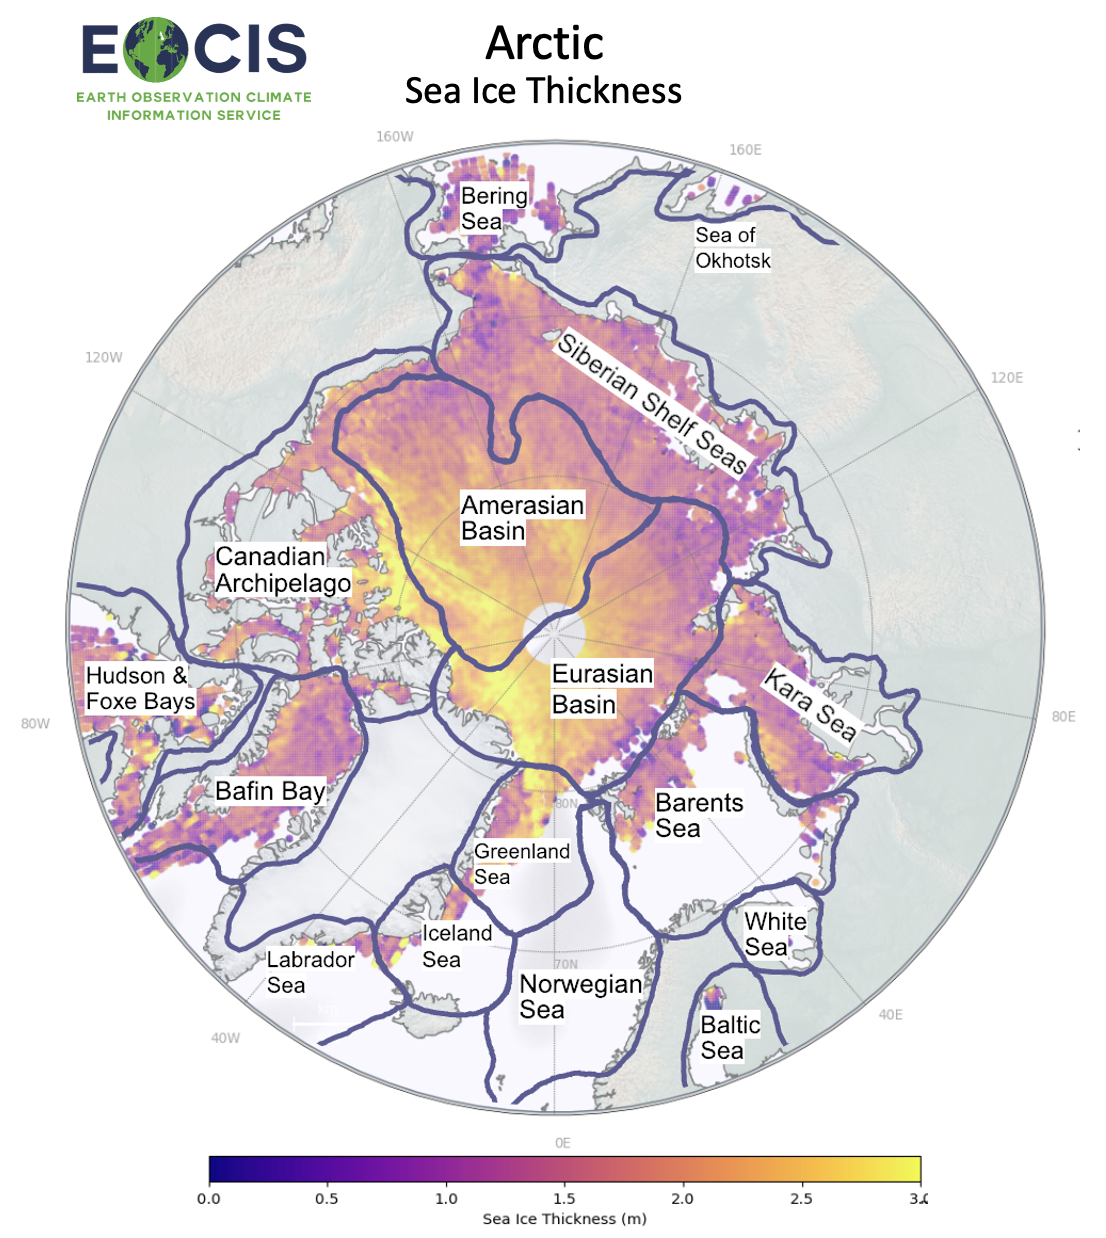 EOCIS
EARTH OBSERVATION CLIMATE
INFORMATION SERVICE
Arctic
Sea Ice Thickness
160W
160E
Bering
Sea
Sea of
Okhotsk
120W
120E
Siberian Shelf Seas
Amerasian
Basin
Canadian
Archipelago
Hudson &
Foxe Bays
Eurasian
Basin
Kara Sea
80W
80E
Bafin Bay
80N
Barents
Sea
Greenland
Sea
White
Sea
Iceland
Sea
Labrador
Sea
70N
Norwegian
Sea
Baltic
Sea
40W
40E
0E
0.0 0.5 1.0 1.5 2.0 2.5 3.0
Sea Ice Thickness (m)